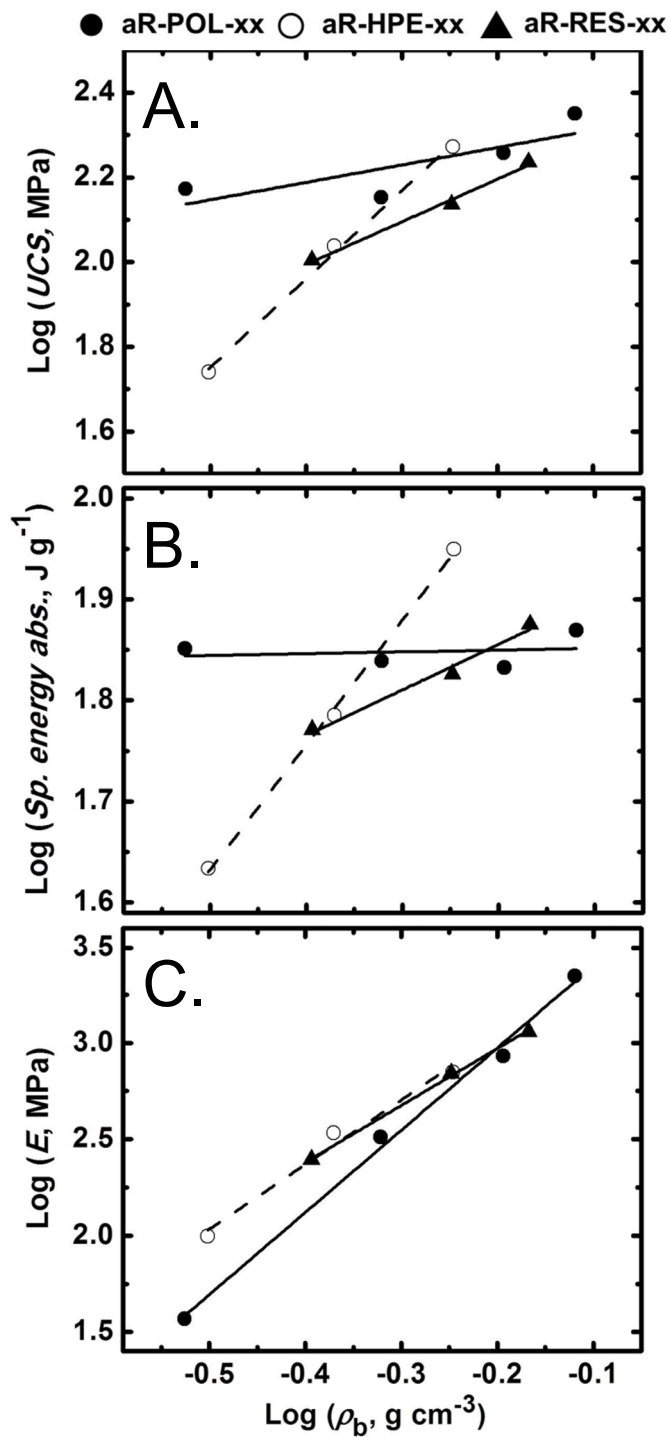 aR-POL-xx aR-HPE-xx aR-RES-xx
A.
Log (UCS, MPa)
2.4
2.2
2.0
1.8
1.6
B.
Log (Sp. energy abs., J g⁻¹)
2.0
1.9
1.8
1.7
1.6
C.
Log (E, MPa)
3.5
3.0
2.5
2.0
1.5
-0.5 -0.4 -0.3 -0.2 -0.1
Log (ρb, g cm⁻³)